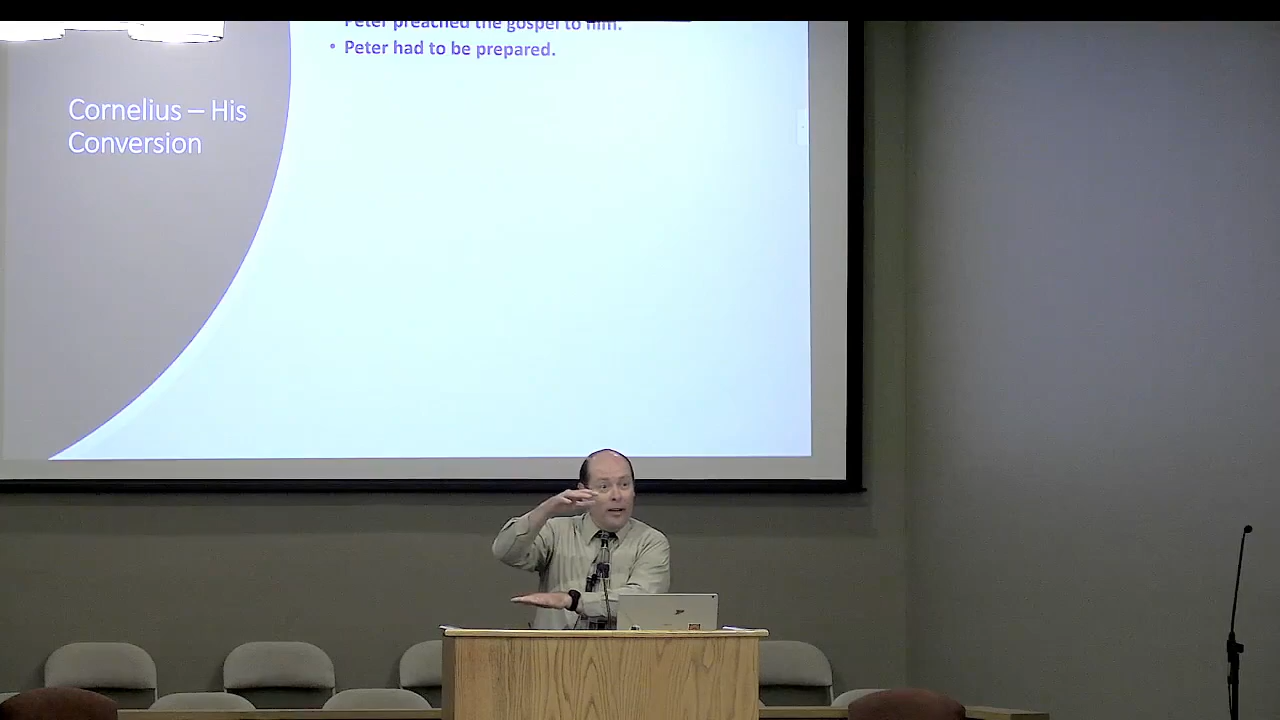 Peter preached the gospel to him.
• Peter had to be prepared.
Cornelius – His
Conversion